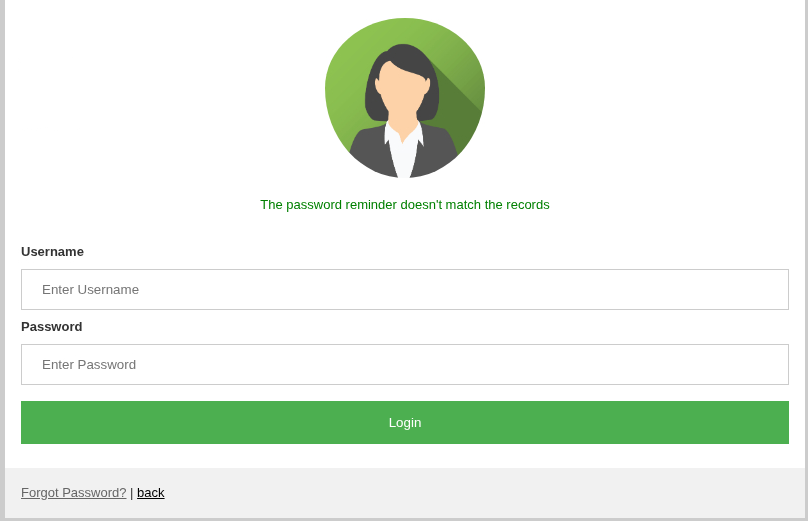 The password reminder doesn't match the records
Username
Enter Username
Password
Enter Password
Login
Forgot Password? | back